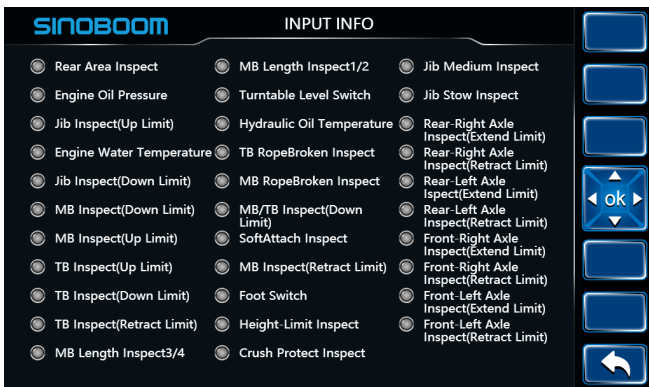 SINOBOOM
INPUT INFO
Rear Area Inspect
Engine Oil Pressure
Jib Inspect(Up Limit)
Engine Water Temperature
Jib Inspect(Down Limit)
MB Inspect(Down Limit)
MB Inspect(Up Limit)
TB Inspect(Up Limit)
TB Inspect(Down Limit)
TB Inspect(Retract Limit)
MB Length Inspect3/4
MB Length Inspect1/2
Turntable Level Switch
Hydraulic Oil Temperature
TB RopeBroken Inspect
MB RopeBroken Inspect
MB/TB Inspect(Down
Limit)
SoftAttach Inspect
MB Inspect(Retract Limit)
Foot Switch
Height-Limit Inspect
Crush Protect Inspect
Jib Medium Inspect
Jib Stow Inspect
Rear-Right Axle
Inspect(Extend Limit)
Rear-Right Axle
Inspect(Retract Limit)
Rear-Left Axle
Ispect(Extend Limit)
Rear-Left Axle
Inspect(Retract Limit)
Front-Right Axle
Inspect(Extend Limit)
Front-Right Axle
Inspect(Retract Limit)
Front-Left Axle
Inspect(Extend Limit)
Front-Left Axle
Inspect(Retract Limit)
ok